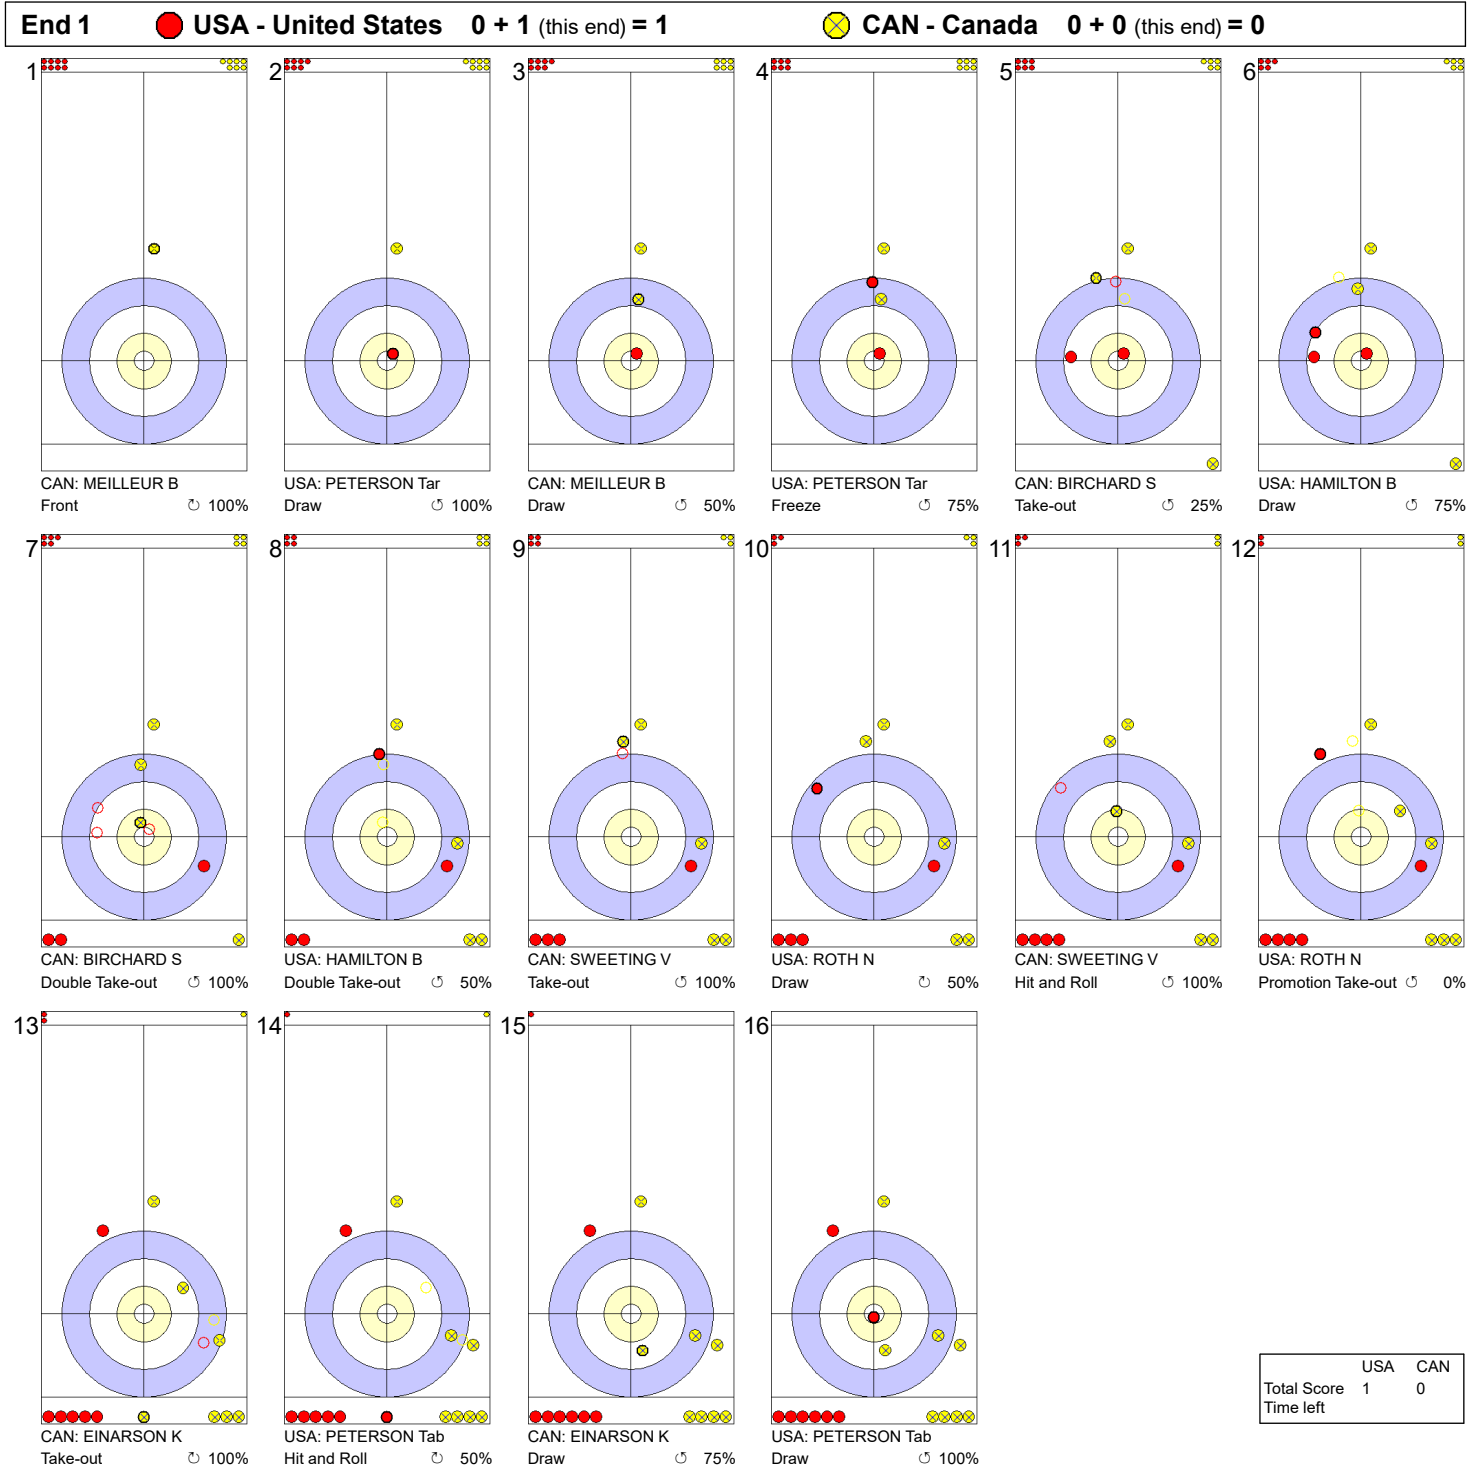 End 1 USA - United States 0 + 1 (this end) = 1 CAN - Canada 0 + 0 (this end) = 0
1 2 3 4 5 6
CAN: MEILLEUR B USA: PETERSON Tar CAN: MEILLEUR B USA: PETERSON Tar CAN: BIRCHARD S USA: HAMILTON B
Front ↻ 100% Draw ↺ 100% Draw ↺ 50% Freeze ↺ 75% Take-out ↺ 25% Draw ↺ 75%
7 8 9 10 11 12
CAN: BIRCHARD S USA: HAMILTON B CAN: SWEETING V USA: ROTH N CAN: SWEETING V USA: ROTH N
Double Take-out ↺ 100% Double Take-out ↺ 50% Take-out ↺ 100% Draw ↻ 50% Hit and Roll ↺ 100% Promotion Take-out ↺ 0%
13 14 15 16
CAN: EINARSON K USA: PETERSON Tab CAN: EINARSON K USA: PETERSON Tab
Take-out ↻ 100% Hit and Roll ↻ 50% Draw ↺ 75% Draw ↺ 100%
USA CAN
Total Score 1 0
Time left